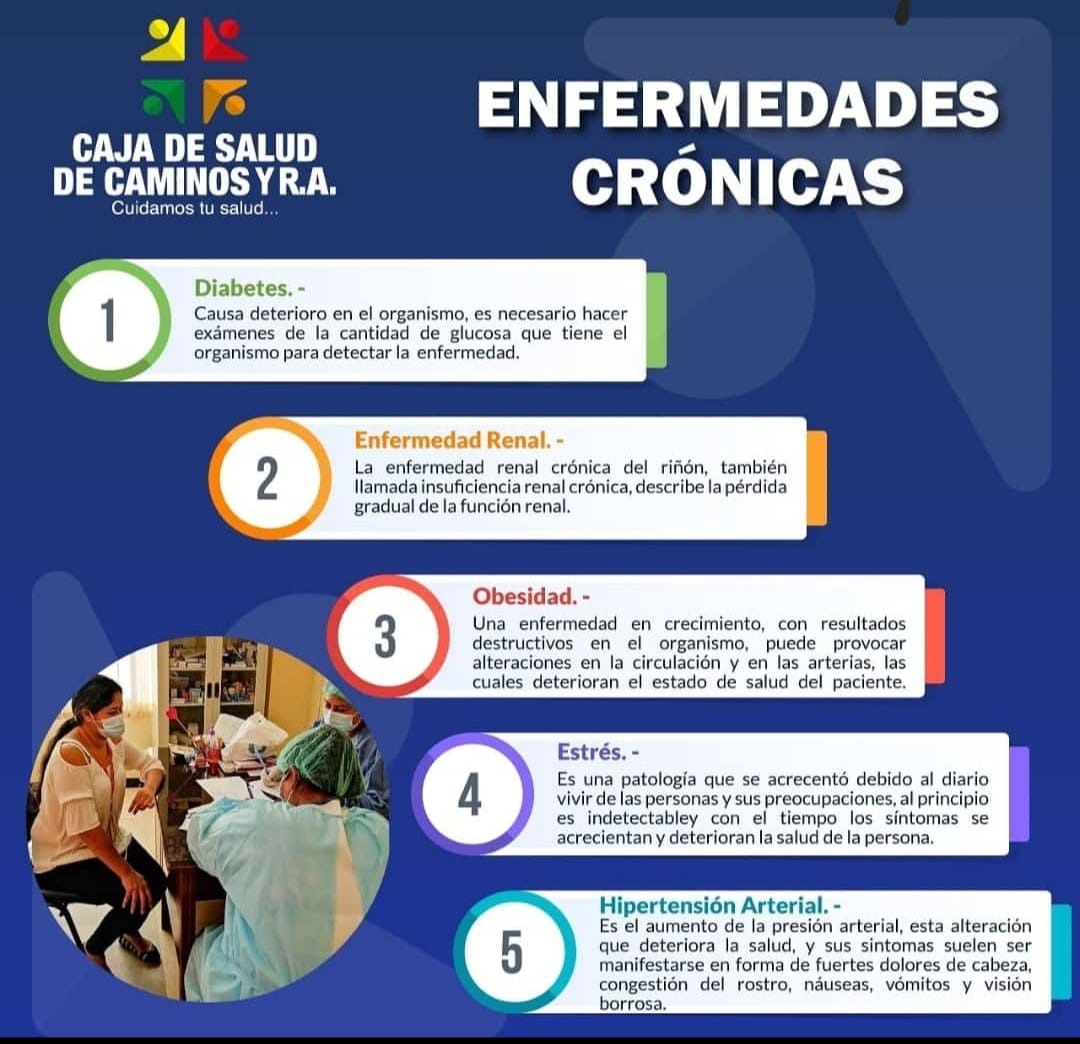 CAJA DE SALUD
DE CAMINOS Y R.A.
Cuidamos tu salud...
ENFERMEDADES
CRÓNICAS
1
Diabetes. -
Causa deterioro en el organismo, es necesario hacer
exámenes de la cantidad de glucosa que tiene el
organismo para detectar la enfermedad.
2
Enfermedad Renal. -
La enfermedad renal crónica del riñón, también
llamada insuficiencia renal crónica, describe la pérdida
gradual de la función renal.
3
Obesidad. -
Una enfermedad en crecimiento, con resultados
destructivos en el organismo, puede provocar
alteraciones en la circulación y en las arterias, las
cuales deterioran el estado de salud del paciente.
4
Estrés. -
Es una patología que se acrecentó debido al diario
vivir de las personas y sus preocupaciones, al principio
es indetectabley con el tiempo los síntomas se
acrecientan y deterioran la salud de la persona.
5
Hipertensión Arterial. -
Es el aumento de la presión arterial, esta alteración
que deteriora la salud, y sus sintomas suelen ser
manifestarse en forma de fuertes dolores de cabeza,
congestión del rostro, náuseas, vómitos y visión
borrosa.